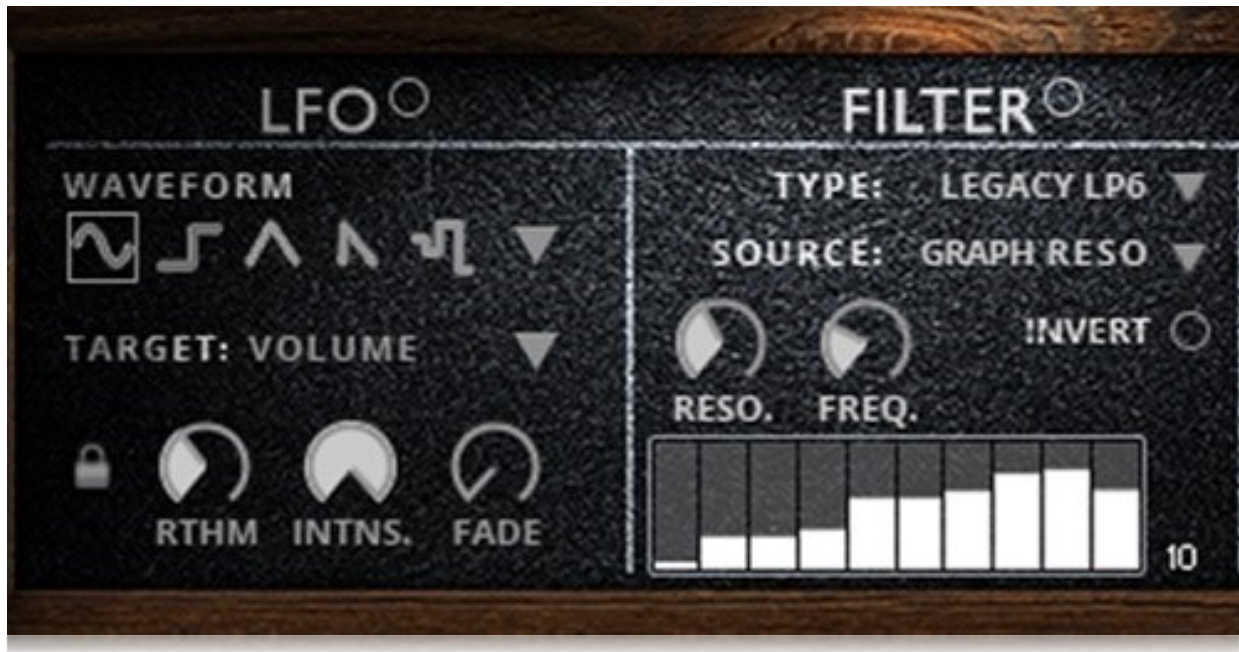 LFO
WAVEFORM
TARGET: VOLUME
RTHM INTNS. FADE
FILTER
TYPE: LEGACY LP6
SOURCE: GRAPH RESO
INVERT
RESO. FREQ.
10